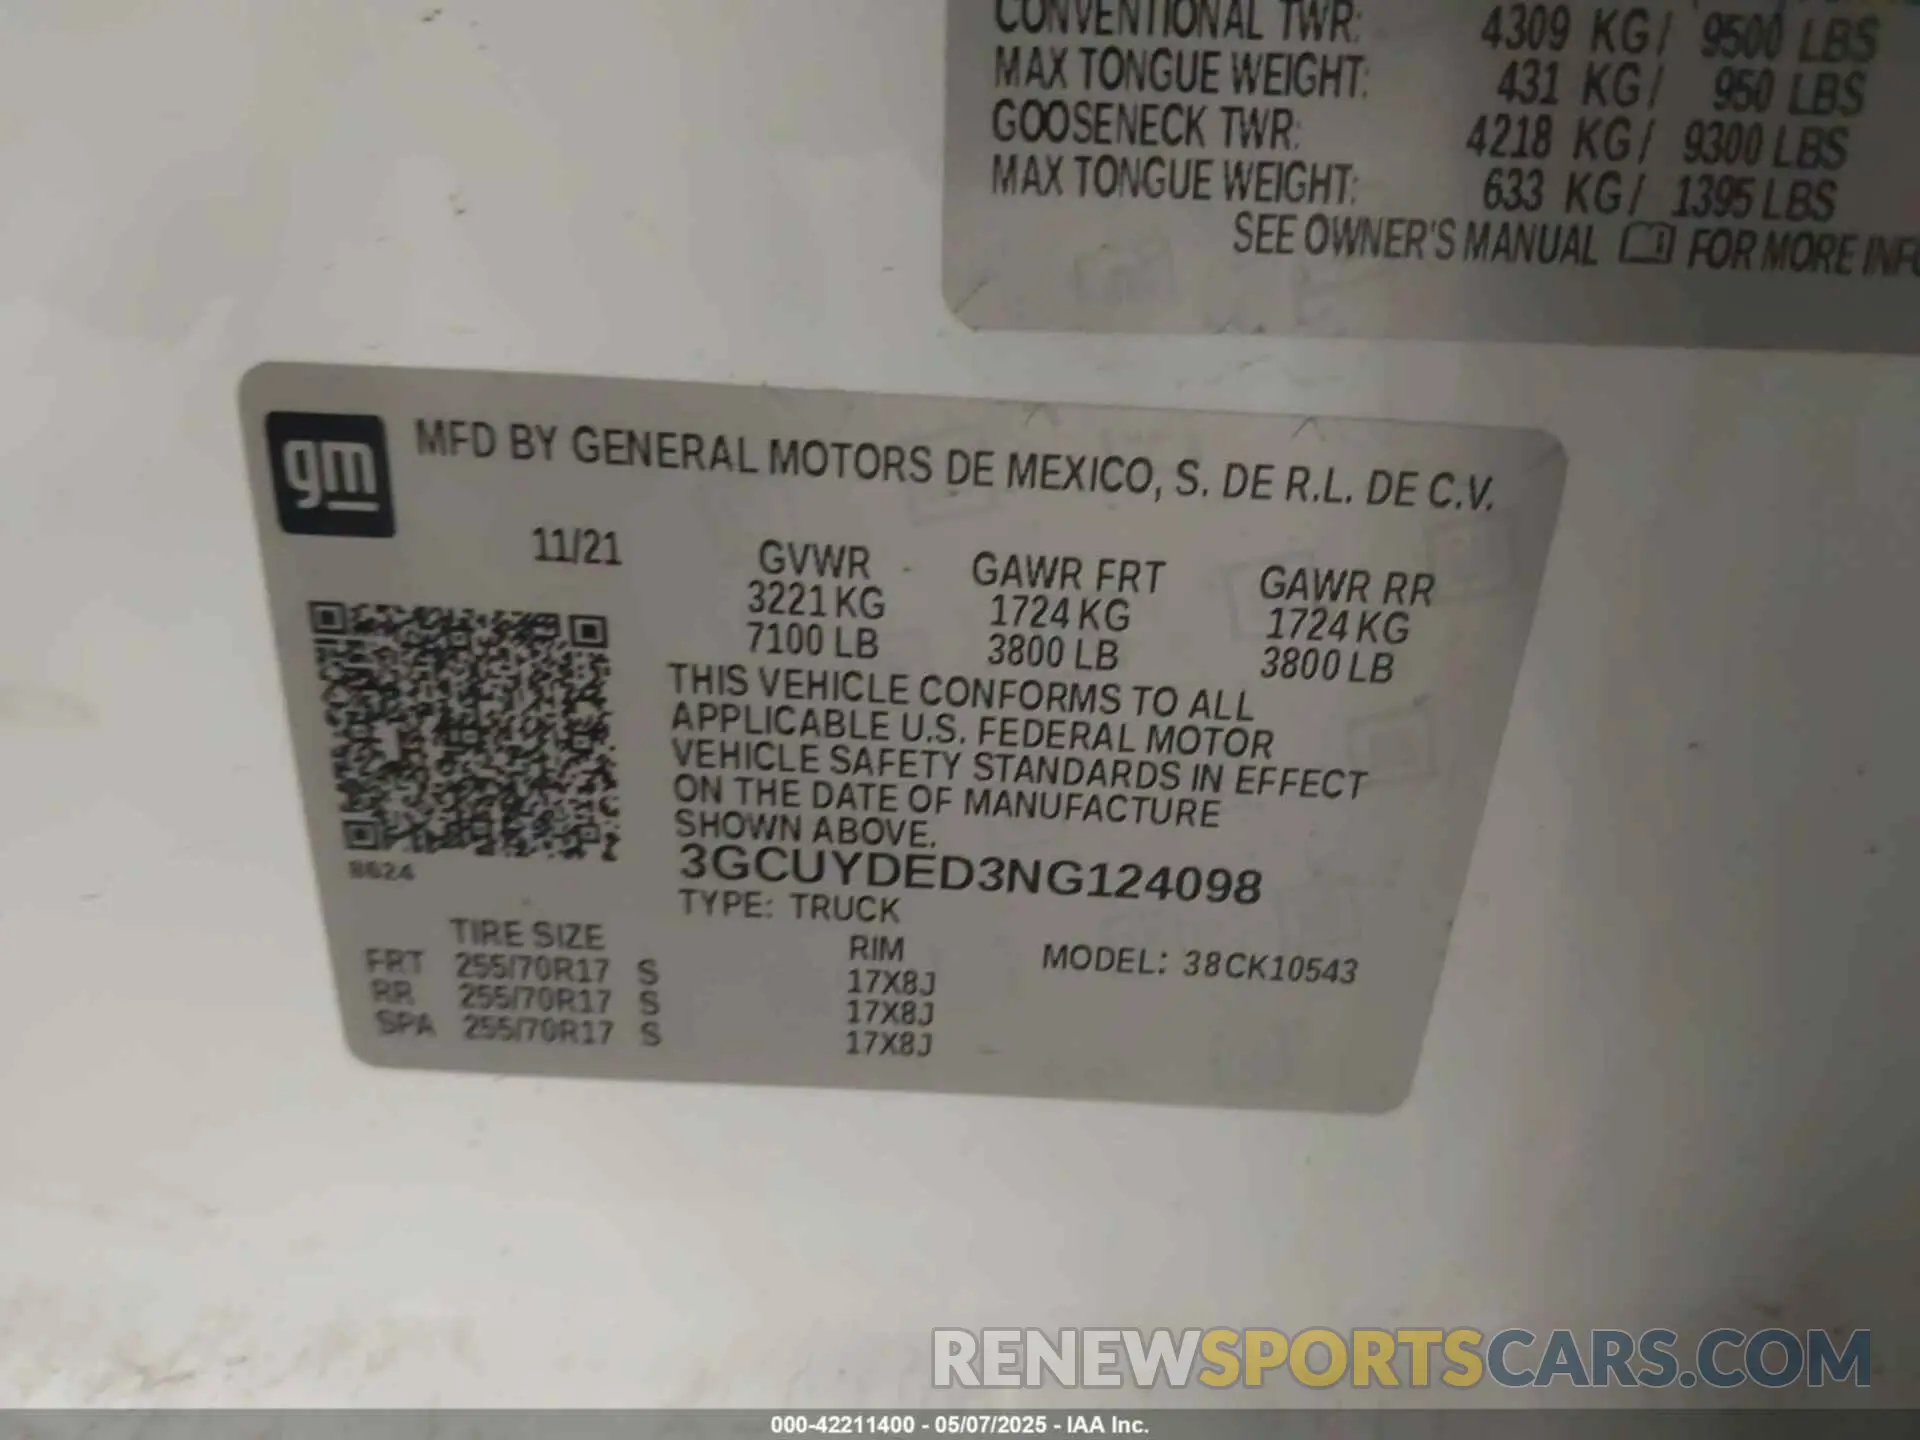 CONVENTIONAL TWR: 4309 KG/ 9500 LBS
MAX TONGUE WEIGHT: 431 KG/ 950 LBS
GOOSENECK TWR: 4218 KG/ 9300 LBS
MAX TONGUE WEIGHT: 633 KG/ 1395 LBS
SEE OWNER'S MANUAL FOR MORE INFO
gm
MFD BY GENERAL MOTORS DE MEXICO, S. DE R.L. DE C.V.
11/21 GVWR GAWR FRT GAWR RR
3221 KG 1724 KG 1724 KG
7100 LB 3800 LB 3800 LB
THIS VEHICLE CONFORMS TO ALL
APPLICABLE U.S. FEDERAL MOTOR
VEHICLE SAFETY STANDARDS IN EFFECT
ON THE DATE OF MANUFACTURE
SHOWN ABOVE.
8624
3GCUYDED3NG124098
TYPE: TRUCK
TIRE SIZE RIM MODEL: 38CK10543
FRT 255/70R17 S 17X8J
RR 255/70R17 S 17X8J
SPA 255/70R17 S 17X8J
RENEWSPORTSCARS.COM
000-42211400 - 05/07/2025 - IAA Inc.